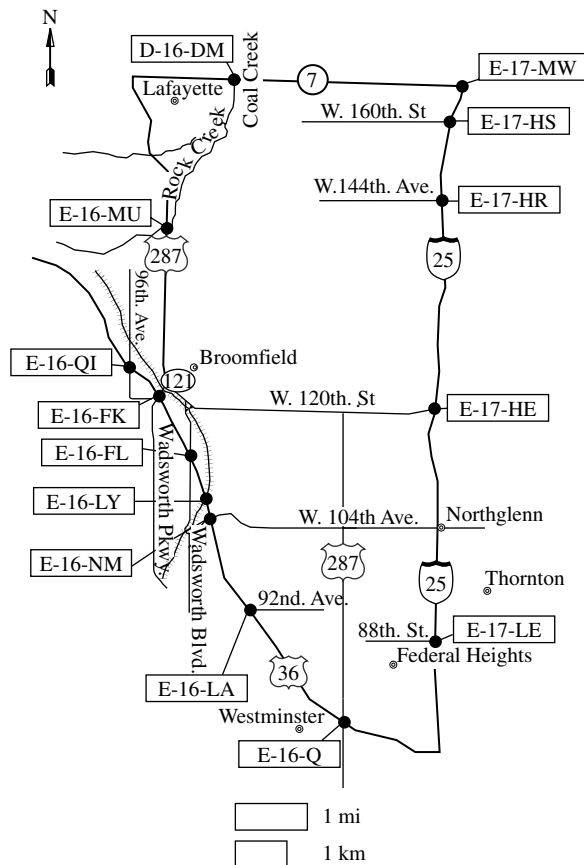 N
D-16-DM
Coal Creek
7
E-17-MW
Lafayette
W. 160th. St
E-17-HS
Rock Creek
W.144th. Ave.
E-17-HR
E-16-MU
287
25
96th. Ave.
E-16-QI
Broomfield
121
E-16-FK
W. 120th. St
E-17-HE
E-16-FL
Wadsworth Pkwy.
E-16-LY
W. 104th Ave.
Northglenn
E-16-NM
Wadsworth Blvd.
287
25
Thornton
92nd. Ave.
88th. St.
E-17-LE
Federal Heights
E-16-LA
36
Westminster
E-16-Q
1 mi
1 km